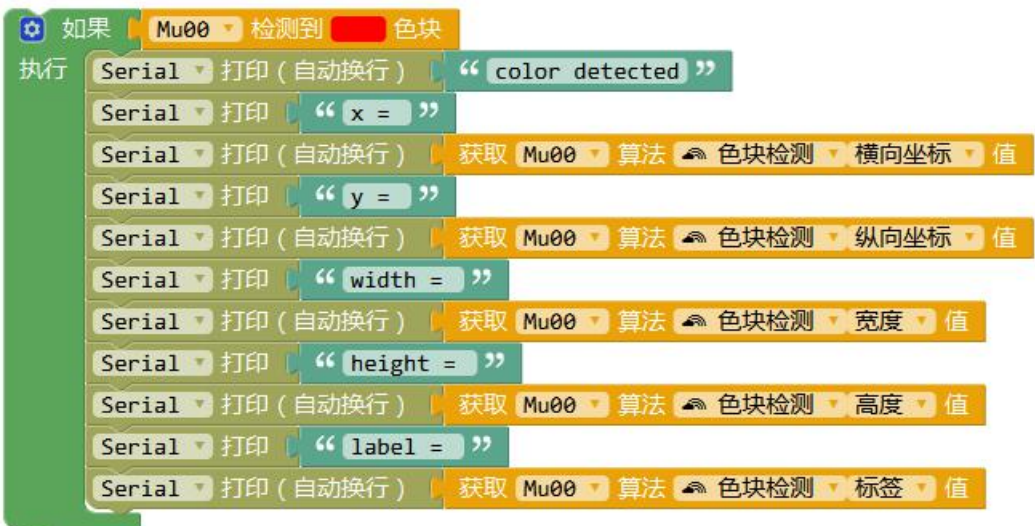 如果 Mu00 检测到 色块
执行 Serial 打印（自动换行） “ color detected ”
Serial 打印 “ x = ”
Serial 打印（自动换行） 获取 Mu00 算法 色块检测 横向坐标 值
Serial 打印 “ y = ”
Serial 打印（自动换行） 获取 Mu00 算法 色块检测 纵向坐标 值
Serial 打印 “ width = ”
Serial 打印（自动换行） 获取 Mu00 算法 色块检测 宽度 值
Serial 打印 “ height = ”
Serial 打印（自动换行） 获取 Mu00 算法 色块检测 高度 值
Serial 打印 “ label = ”
Serial 打印（自动换行） 获取 Mu00 算法 色块检测 标签 值